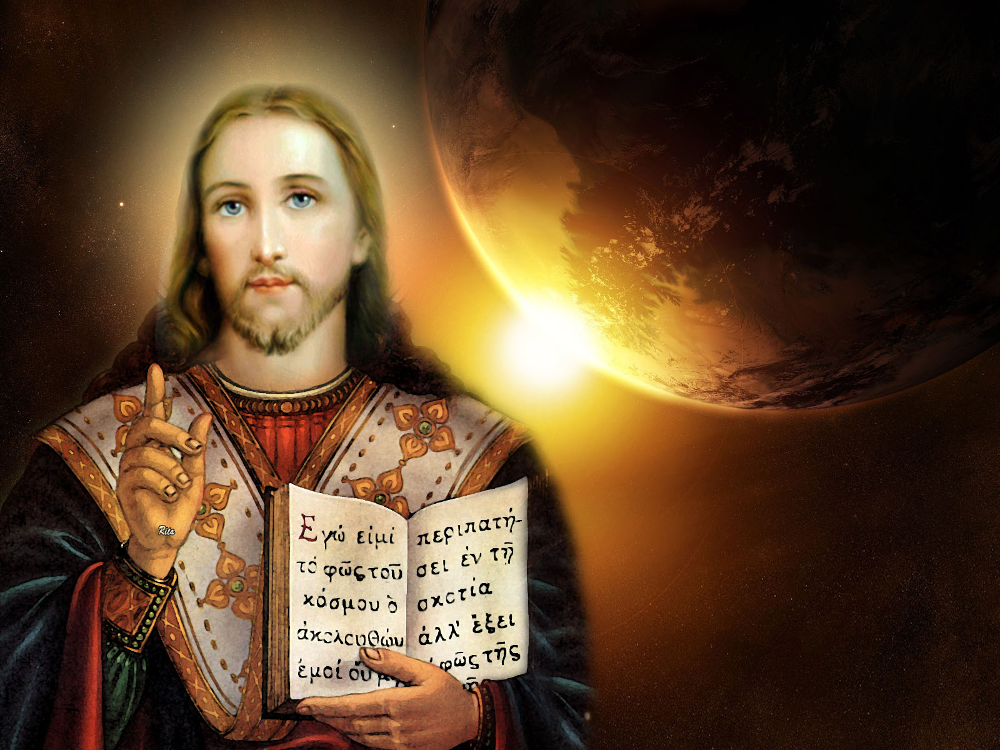 Ἐγώ εἰμί
τό φῶς τοῦ
κόσμου ὁ
ἀκολουθῶν
ἐμοί οὐ μὴ
περιπατή-
σει ἐν τῇ
σκοτία
ἀλλ' ἕξει
φῶς τῆς
Rita